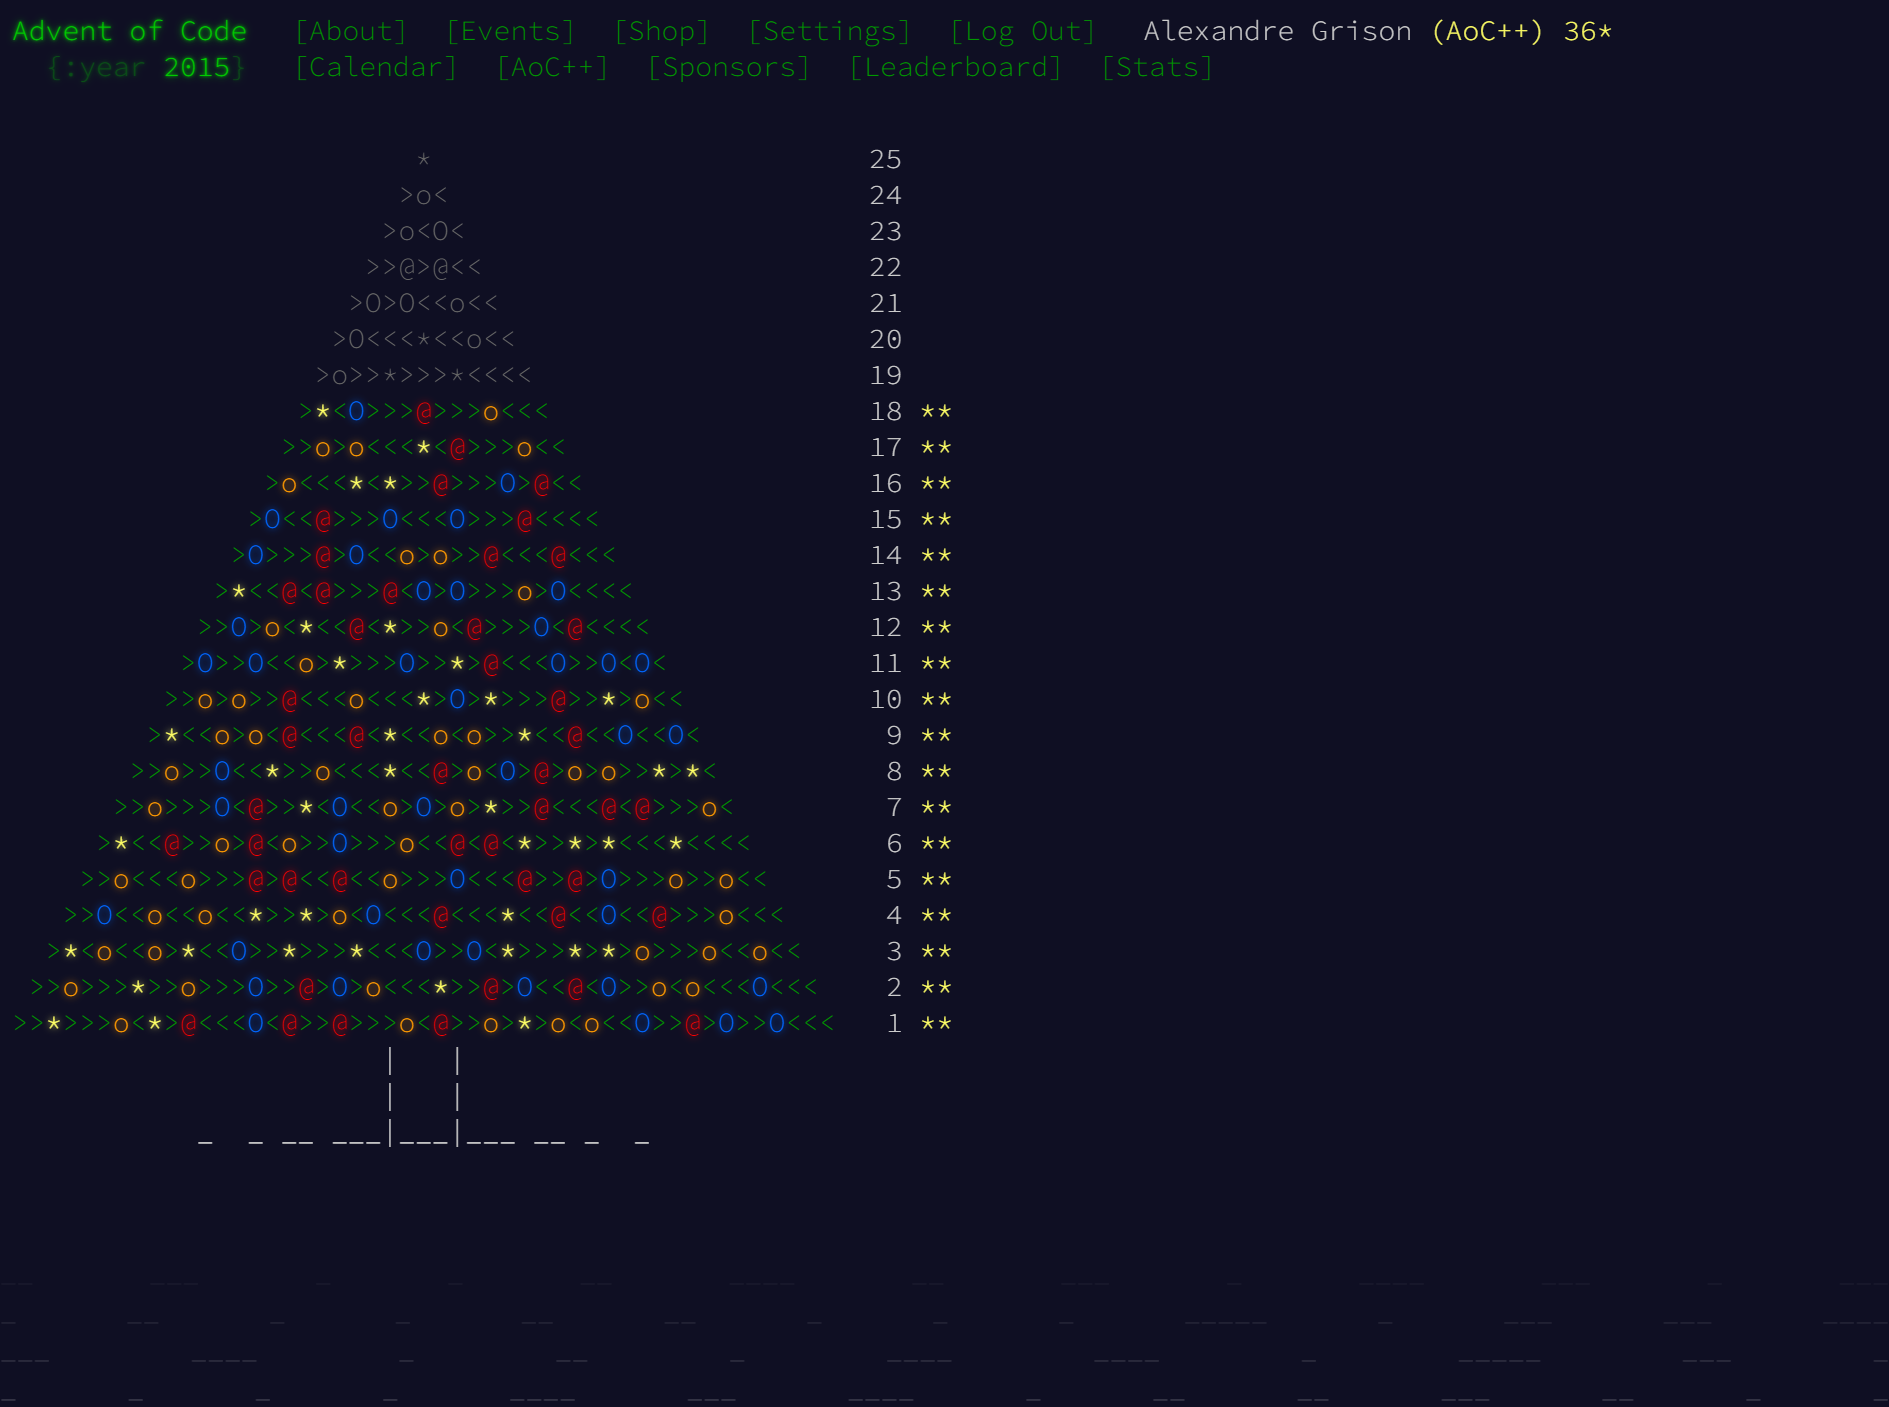 Advent of Code [About] [Events] [Shop] [Settings] [Log Out] Alexandre Grison (AoC++) 36*
{:year 2015} [Calendar] [AoC++] [Sponsors] [Leaderboard] [Stats]
* 25
>o< 24
>o<O< 23
>>@>@<< 22
>O>O<<o<< 21
>O<<<*<<o<< 20
>o>>*>>>*<<<< 19
>*<O>>>@>>>o<<< 18 **
>>o>o<<<*<@>>>o<< 17 **
>o<<<*<*>>@>>>O>@<< 16 **
>O<<@>>>O<<<O>>>@<<<< 15 **
>O>>>@>O<<o>o>>@<<<@<<< 14 **
>*<<@<@>>>@<O>O>>>o>O<<<< 13 **
>>O>o<*<<@<*>>o<@>>>O<@<<<< 12 **
>O>>O<<o>*>>>O>>*>@<<<O>>O<O< 11 **
>>o>o>>@<<<o<<<*>O>*>>>@>>*>o<< 10 **
>*<<o>o<@<<<@<*<<o<o>>*<<@<<O<<O< 9 **
>>o>>O<<*>>o<<<*<<@>o<O>@>o>o>>*>*< 8 **
>>o>>>O<@>>*<O<<o>O>o>*>>@<<<@<@>>>o< 7 **
>*<<@>>o>@<o>>O>>>o<<@<@<*>>*>*<<<*<<<< 6 **
>>o<<<o>>>@>@<<@<<o>>>O<<<@>>@>O>>>o>>o<< 5 **
>>O<<o<<o<<*>>*>o<O<<<@<<<*<<@<<O<<@>>>o<<< 4 **
>*<o<<o>*<<O>>*>>>*<<<O>>O<*>>>*>*>o>>>o<<o<< 3 **
>>o>>>*>>o>>>O>>@>O>o<<<*>>@>O<<@<O>>o<o<<<O<<< 2 **
>>*>>>o<*>@<<<O<@>>@>>>o<@>>o>*>o<o<<O>>@>O>>O<<< 1 **
| |
| |
_ _ __ ___|___|___ __ _ _